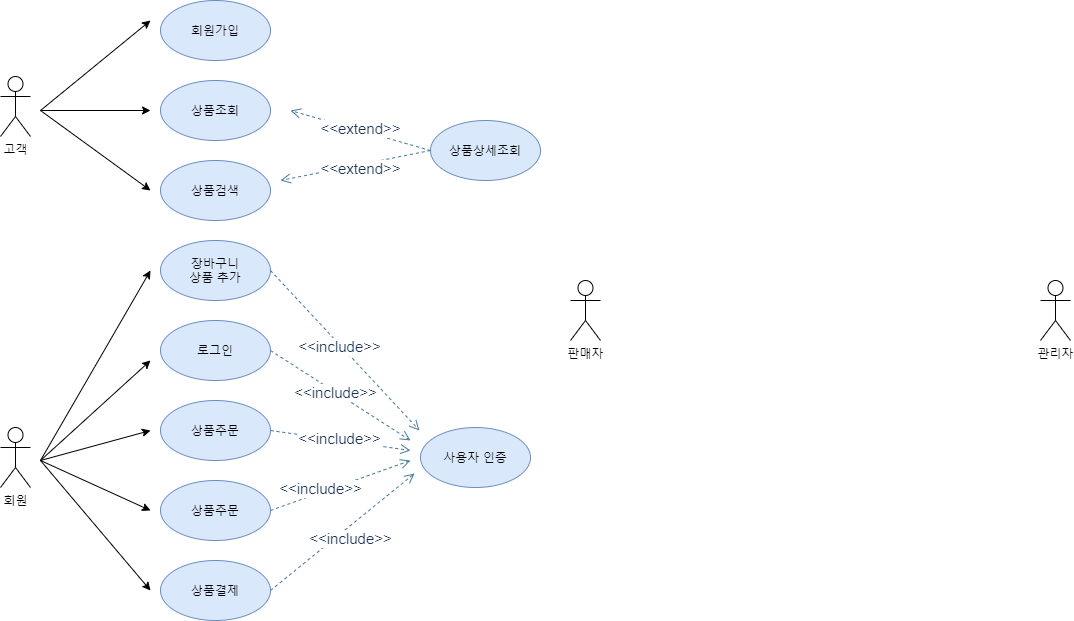 회원가입
상품조회
고객
<<extend>>
상품상세조회
<<extend>>
상품검색
장바구니
상품 추가
<<include>>
로그인
판매자
관리자
<<include>>
상품주문
<<include>>
사용자 인증
회원
<<include>>
상품주문
<<include>>
상품결제